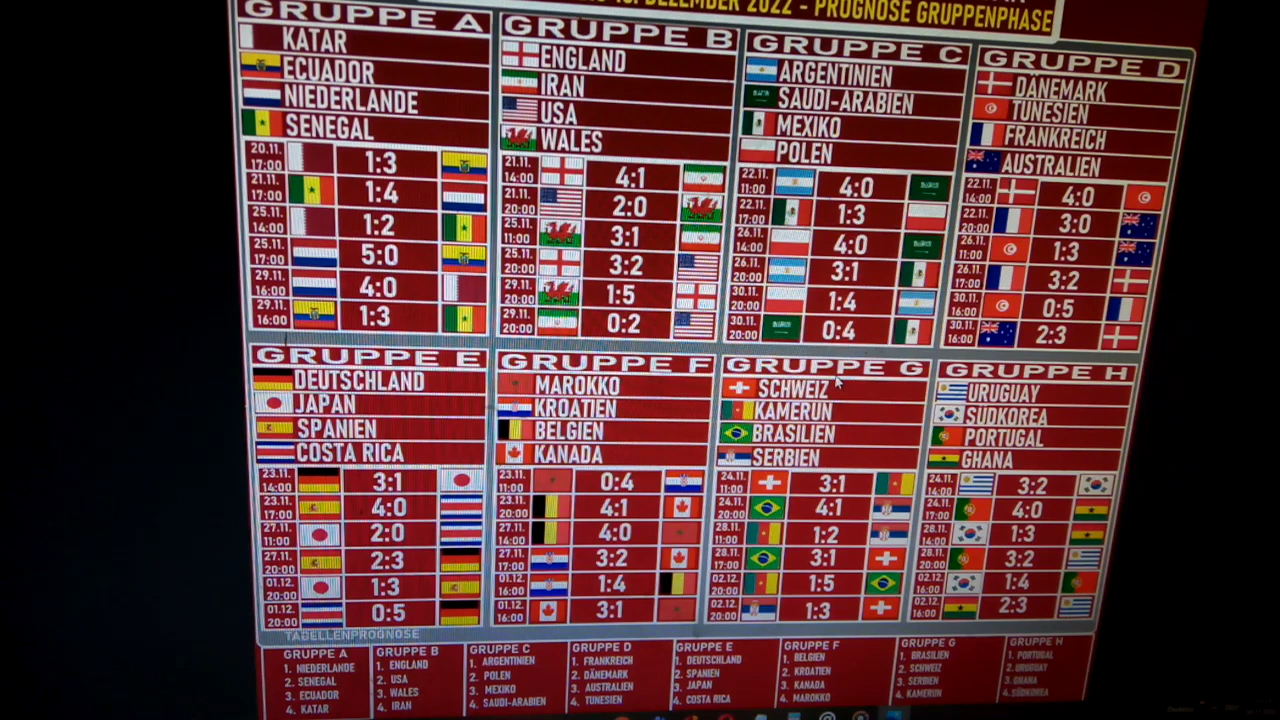 DEZEMBER 2022 - PROGNOSE GRUPPENPHASE
GRUPPE A
KATAR
ECUADOR
NIEDERLANDE
SENEGAL
20.11. 17:00 1:3
21.11. 17:00 1:4
25.11. 14:00 1:2
25.11. 17:00 5:0
29.11. 16:00 4:0
29.11. 16:00 1:3
GRUPPE B
ENGLAND
IRAN
USA
WALES
21.11. 14:00 4:1
21.11. 20:00 2:0
25.11. 11:00 3:1
25.11. 20:00 3:2
29.11. 20:00 1:5
29.11. 20:00 0:2
GRUPPE C
ARGENTINIEN
SAUDI-ARABIEN
MEXIKO
POLEN
22.11. 11:00 4:0
22.11. 17:00 1:3
26.11. 14:00 4:0
26.11. 20:00 3:1
30.11. 20:00 1:4
30.11. 20:00 0:4
GRUPPE D
DÄNEMARK
TUNESIEN
FRANKREICH
AUSTRALIEN
22.11. 14:00 4:0
22.11. 20:00 3:0
26.11. 11:00 1:3
26.11. 17:00 3:2
30.11. 16:00 0:5
30.11. 16:00 2:3
GRUPPE E
DEUTSCHLAND
JAPAN
SPANIEN
COSTA RICA
23.11. 14:00 3:1
23.11. 17:00 4:0
27.11. 11:00 2:0
27.11. 20:00 2:3
01.12. 20:00 1:3
01.12. 20:00 0:5
GRUPPE F
MAROKKO
KROATIEN
BELGIEN
KANADA
23.11. 11:00 0:4
23.11. 20:00 4:1
27.11. 14:00 4:0
27.11. 17:00 3:2
01.12. 16:00 1:4
01.12. 16:00 3:1
GRUPPE G
SCHWEIZ
KAMERUN
BRASILIEN
SERBIEN
24.11. 11:00 3:1
24.11. 20:00 4:1
28.11. 11:00 1:2
28.11. 17:00 3:1
02.12. 20:00 1:5
02.12. 20:00 1:3
GRUPPE H
URUGUAY
SÜDKOREA
PORTUGAL
GHANA
24.11. 14:00 3:2
24.11. 17:00 4:0
28.11. 14:00 1:3
28.11. 20:00 3:2
02.12. 16:00 1:4
02.12. 16:00 2:3
TABELLENPROGNOSE
GRUPPE A
1. NIEDERLANDE
2. SENEGAL
3. ECUADOR
4. KATAR
GRUPPE B
1. ENGLAND
2. USA
3. WALES
4. IRAN
GRUPPE C
1. ARGENTINIEN
2. POLEN
3. MEXIKO
4. SAUDI-ARABIEN
GRUPPE D
1. FRANKREICH
2. DÄNEMARK
3. AUSTRALIEN
4. TUNESIEN
GRUPPE E
1. DEUTSCHLAND
2. SPANIEN
3. JAPAN
4. COSTA RICA
GRUPPE F
1. BELGIEN
2. KROATIEN
3. KANADA
4. MAROKKO
GRUPPE G
1. BRASILIEN
2. SCHWEIZ
3. SERBIEN
4. KAMERUN
GRUPPE H
1. PORTUGAL
2. URUGUAY
3. GHANA
4. SÜDKOREA